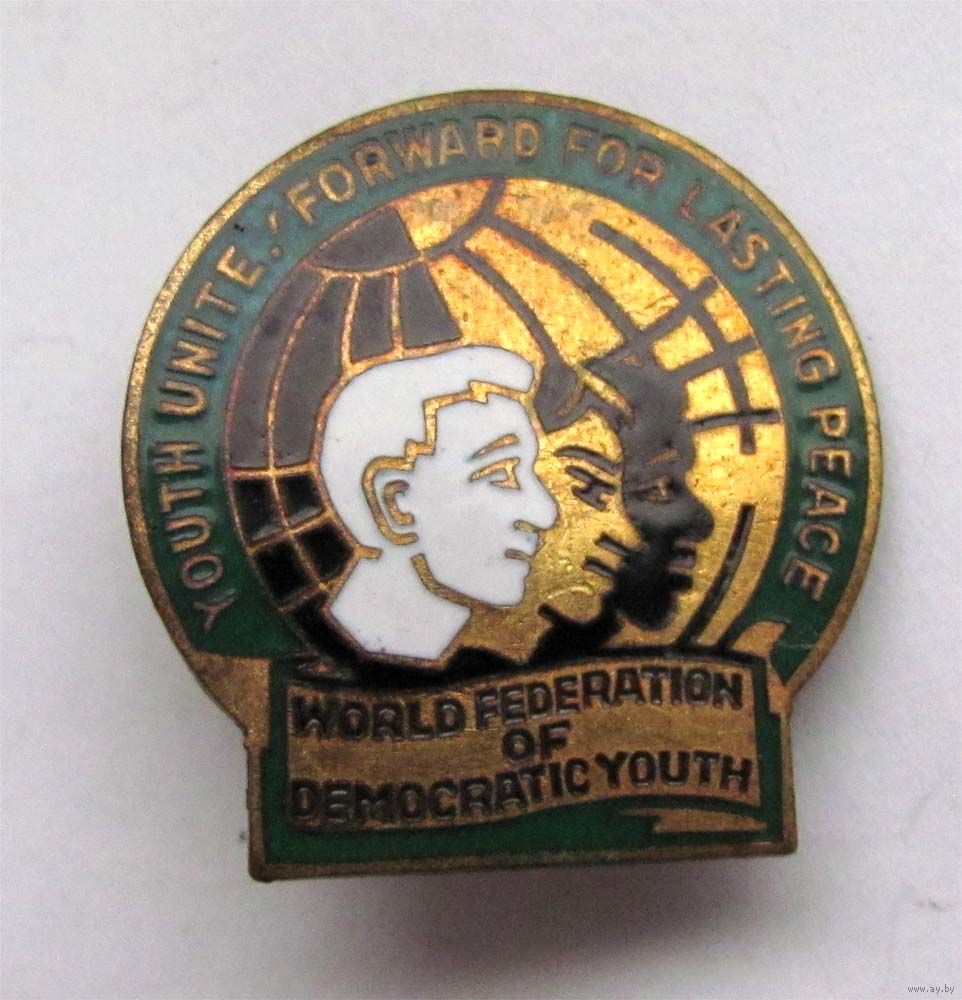 YOUTH UNITE! FORWARD FOR LASTING PEACE
WORLD FEDERATION
OF
DEMOCRATIC YOUTH
www.ay.by